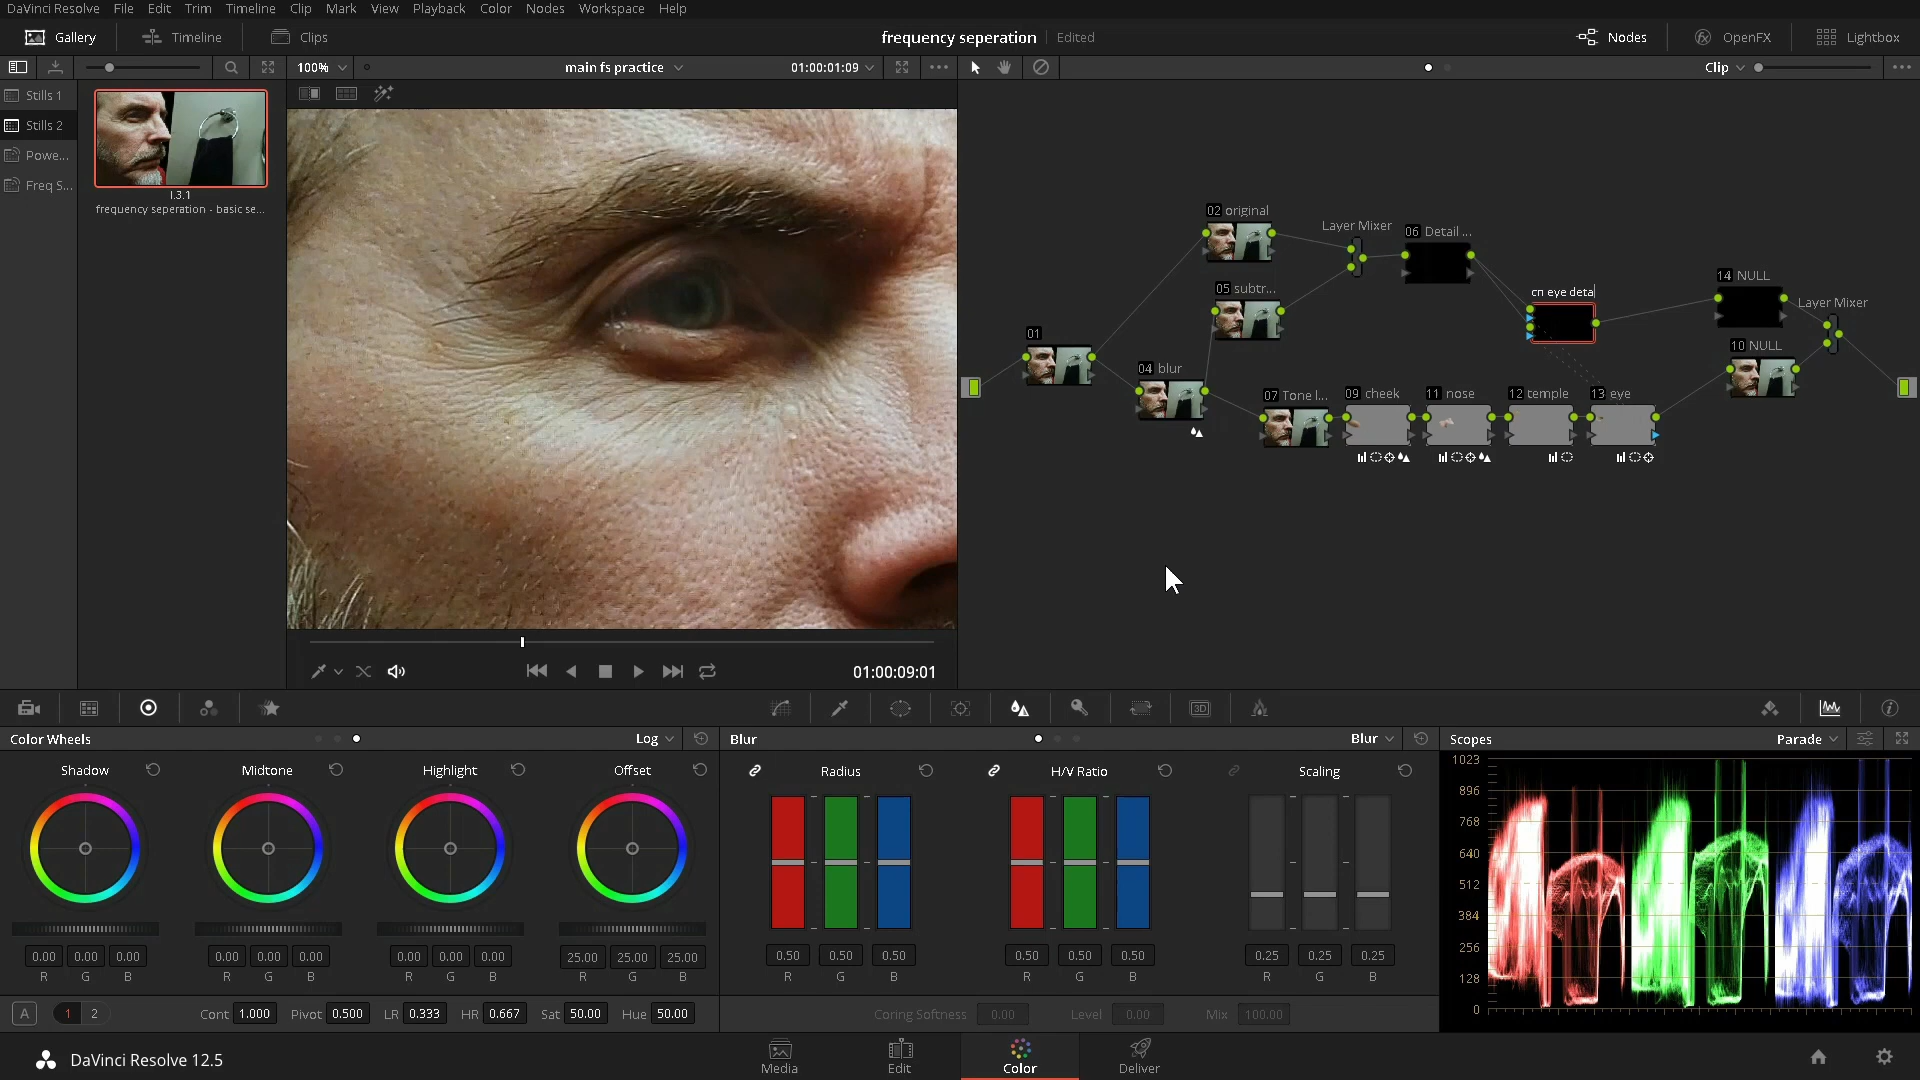 DaVinci Resolve File Edit Trim Timeline Clip Mark View Playback Color Nodes Workspace Help
Gallery Timeline Clips frequency seperation Edited Nodes OpenFX Lightbox
100% main fs practice 01:00:01:09 Clip
Stills 1
Stills 2
Powe...
Freq S...
1.3.1
frequency seperation - basic se...
02 original
Layer Mixer
06 Detail ...
05 subtr...
cn eye deta
14 NULL
Layer Mixer
01
10 NULL
04 blur
07 Tone l...
09 cheek
11 nose
12 temple
13 eye
01:00:09:01
3D
Color Wheels Log
Shadow Midtone Highlight Offset
0.00 0.00 0.00 0.00 0.00 0.00 0.00 0.00 0.00 25.00 25.00 25.00
R G B R G B R G B R G B
A 1 2 Cont 1.000 Pivot 0.500 LR 0.333 HR 0.667 Sat 50.00 Hue 50.00
Blur Blur
Radius H/V Ratio Scaling
0.50 0.50 0.50 0.50 0.50 0.50 0.25 0.25 0.25
R G B R G B R G B
Coring Softness 0.00 Level 0.00 Mix 100.00
Scopes Parade
1023
896
768
640
512
384
256
128
0
DaVinci Resolve 12.5 Media Edit Color Deliver